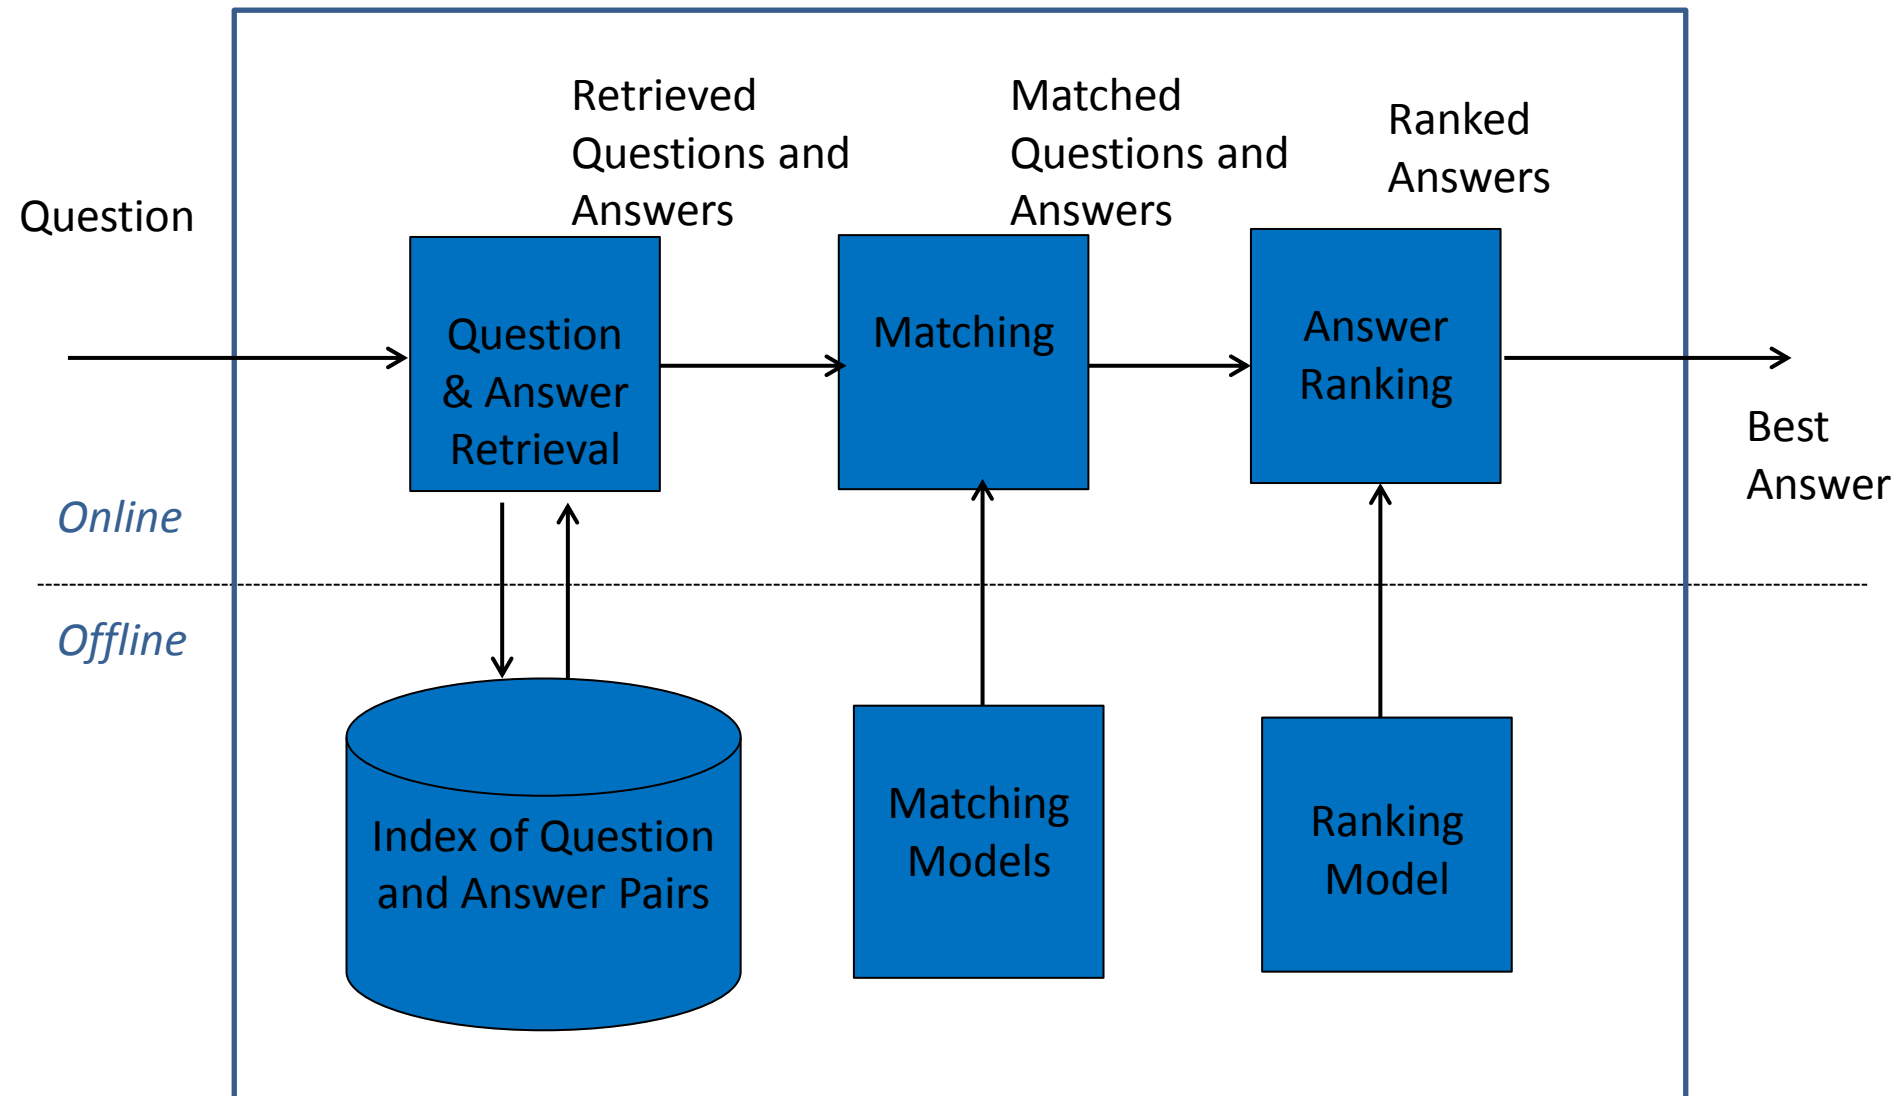 Question
Retrieved
Questions and
Answers
Matched
Questions and
Answers
Ranked
Answers
Question
& Answer
Retrieval
Matching
Answer
Ranking
Best
Answer
Online
Offline
Index of Question
and Answer Pairs
Matching
Models
Ranking
Model